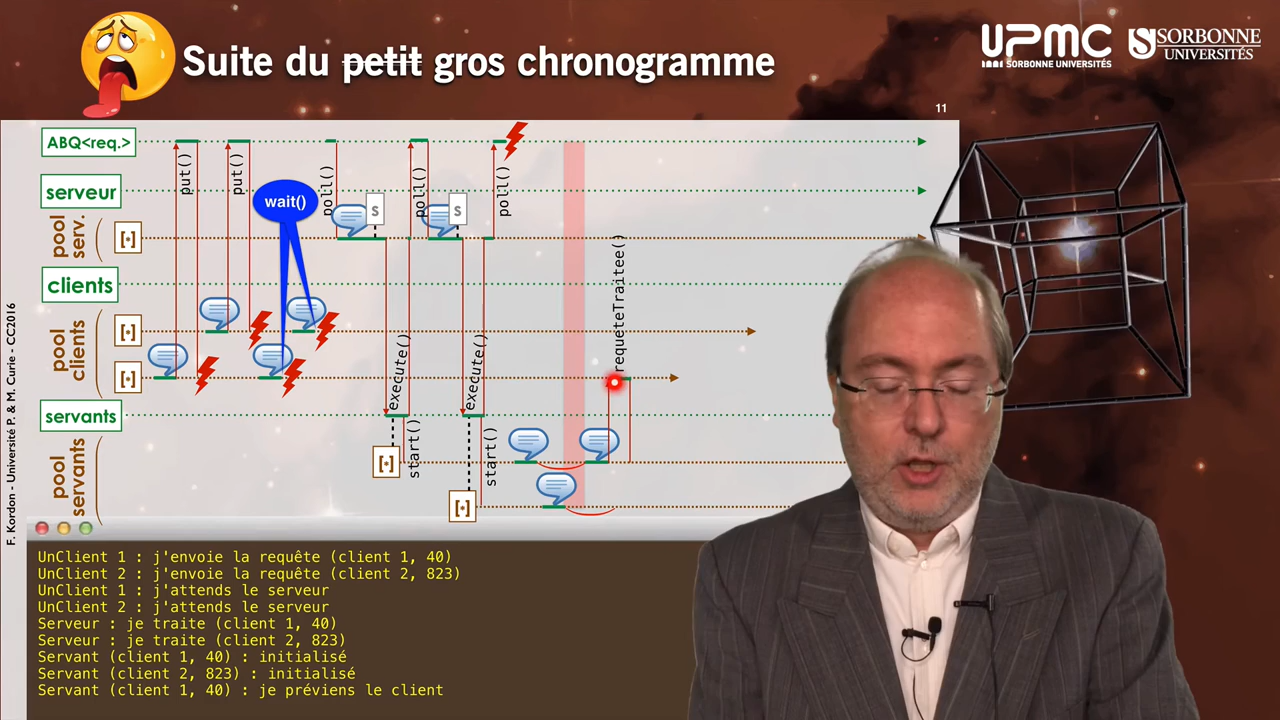 Suite du petit gros chronogramme
UPMC
SORBONNE UNIVERSITÉS
S SORBONNE
UNIVERSITÉS
11
ABQ<req.>
put()
put()
poll()
poll()
poll()
serveur
wait()
S
S
pool
serv.
[•]
requeteTraitee()
clients
pool
clients
[•]
[•]
execute()
execute()
servants
start()
start()
pool
servants
[•]
[•]
F. Kordon - Université P. & M. Curie - CC2016
UnClient 1 : j'envoie la requête (client 1, 40)
UnClient 2 : j'envoie la requête (client 2, 823)
UnClient 1 : j'attends le serveur
UnClient 2 : j'attends le serveur
Serveur : je traite (client 1, 40)
Serveur : je traite (client 2, 823)
Servant (client 1, 40) : initialisé
Servant (client 2, 823) : initialisé
Servant (client 1, 40) : je préviens le client